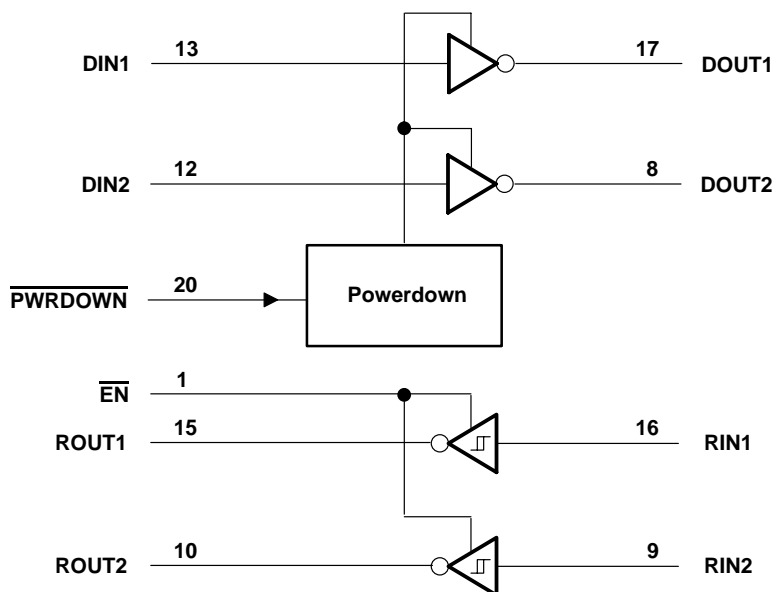 DIN1 13 17 DOUT1
DIN2 12 8 DOUT2
PWRDOWN 20 Powerdown
EN 1
ROUT1 15 16 RIN1
ROUT2 10 9 RIN2